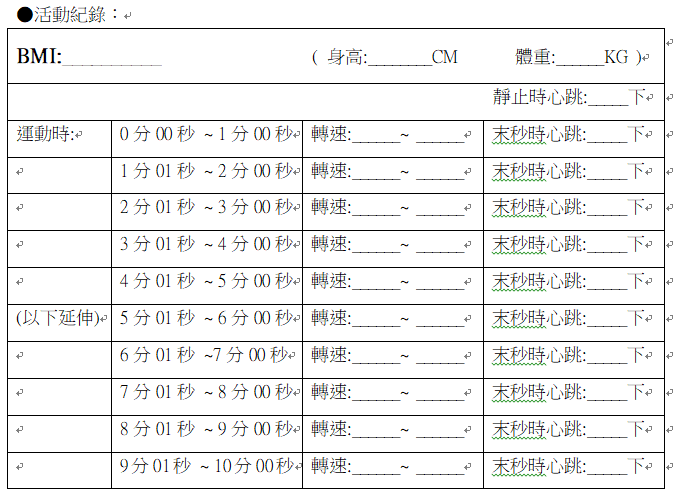 ●活動紀錄：
BMI:__________ ( 身高:________CM 體重:______KG )
靜止時心跳:_____下
運動時: 0 分 00 秒 ~ 1 分 00 秒 轉速:______~ ______ 末秒時心跳:_____下
1 分 01 秒 ~ 2 分 00 秒 轉速:______~ ______ 末秒時心跳:_____下
2 分 01 秒 ~ 3 分 00 秒 轉速:______~ ______ 末秒時心跳:_____下
3 分 01 秒 ~ 4 分 00 秒 轉速:______~ ______ 末秒時心跳:_____下
4 分 01 秒 ~ 5 分 00 秒 轉速:______~ ______ 末秒時心跳:_____下
(以下延伸) 5 分 01 秒 ~ 6 分 00 秒 轉速:______~ ______ 末秒時心跳:_____下
6 分 01 秒 ~7 分 00 秒 轉速:______~ ______ 末秒時心跳:_____下
7 分 01 秒 ~ 8 分 00 秒 轉速:______~ ______ 末秒時心跳:_____下
8 分 01 秒 ~ 9 分 00 秒 轉速:______~ ______ 末秒時心跳:_____下
9 分 01 秒 ~ 10 分 00 秒 轉速:______~ ______ 末秒時心跳:_____下